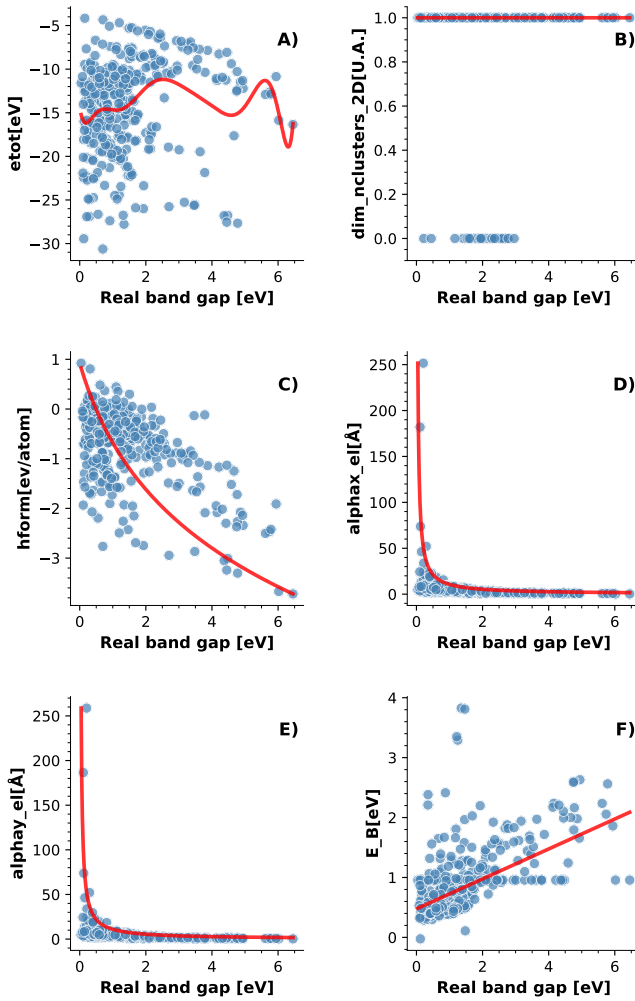 A)
−5
−10
−15
−20
−25
−30
etot[eV]
0 2 4 6
Real band gap [eV]
B)
1.0
0.8
0.6
0.4
0.2
0.0
dim_nclusters_2D[U.A.]
0 2 4 6
Real band gap [eV]
C)
1
0
−1
−2
−3
hform[ev/atom]
0 2 4 6
Real band gap [eV]
D)
250
200
150
100
50
0
alphax_el[Å]
0 2 4 6
Real band gap [eV]
E)
250
200
150
100
50
0
alphay_el[Å]
0 2 4 6
Real band gap [eV]
F)
4
3
2
1
0
E_B[eV]
0 2 4 6
Real band gap [eV]